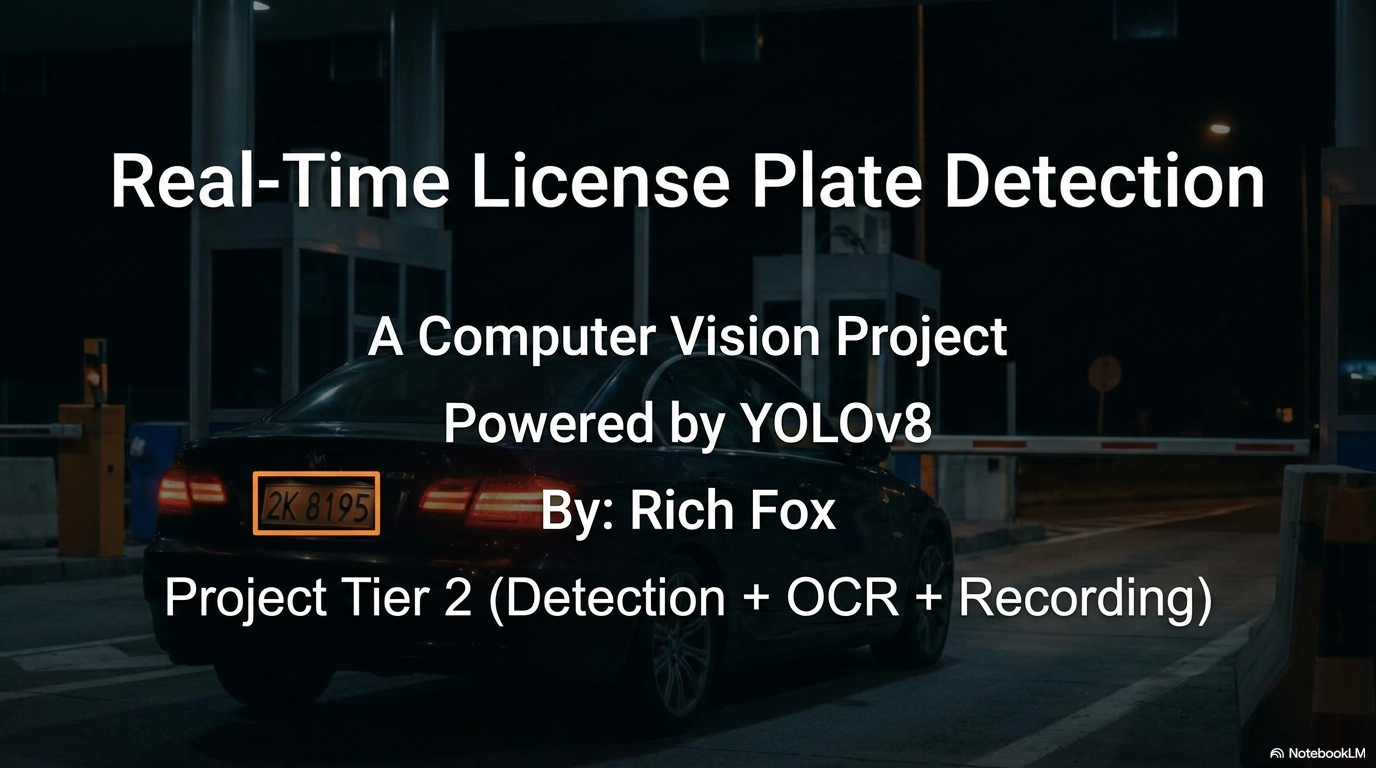 Real-Time License Plate Detection
A Computer Vision Project
Powered by YOLOv8
2K 8195
By: Rich Fox
Project Tier 2 (Detection + OCR + Recording)
NotebookLM